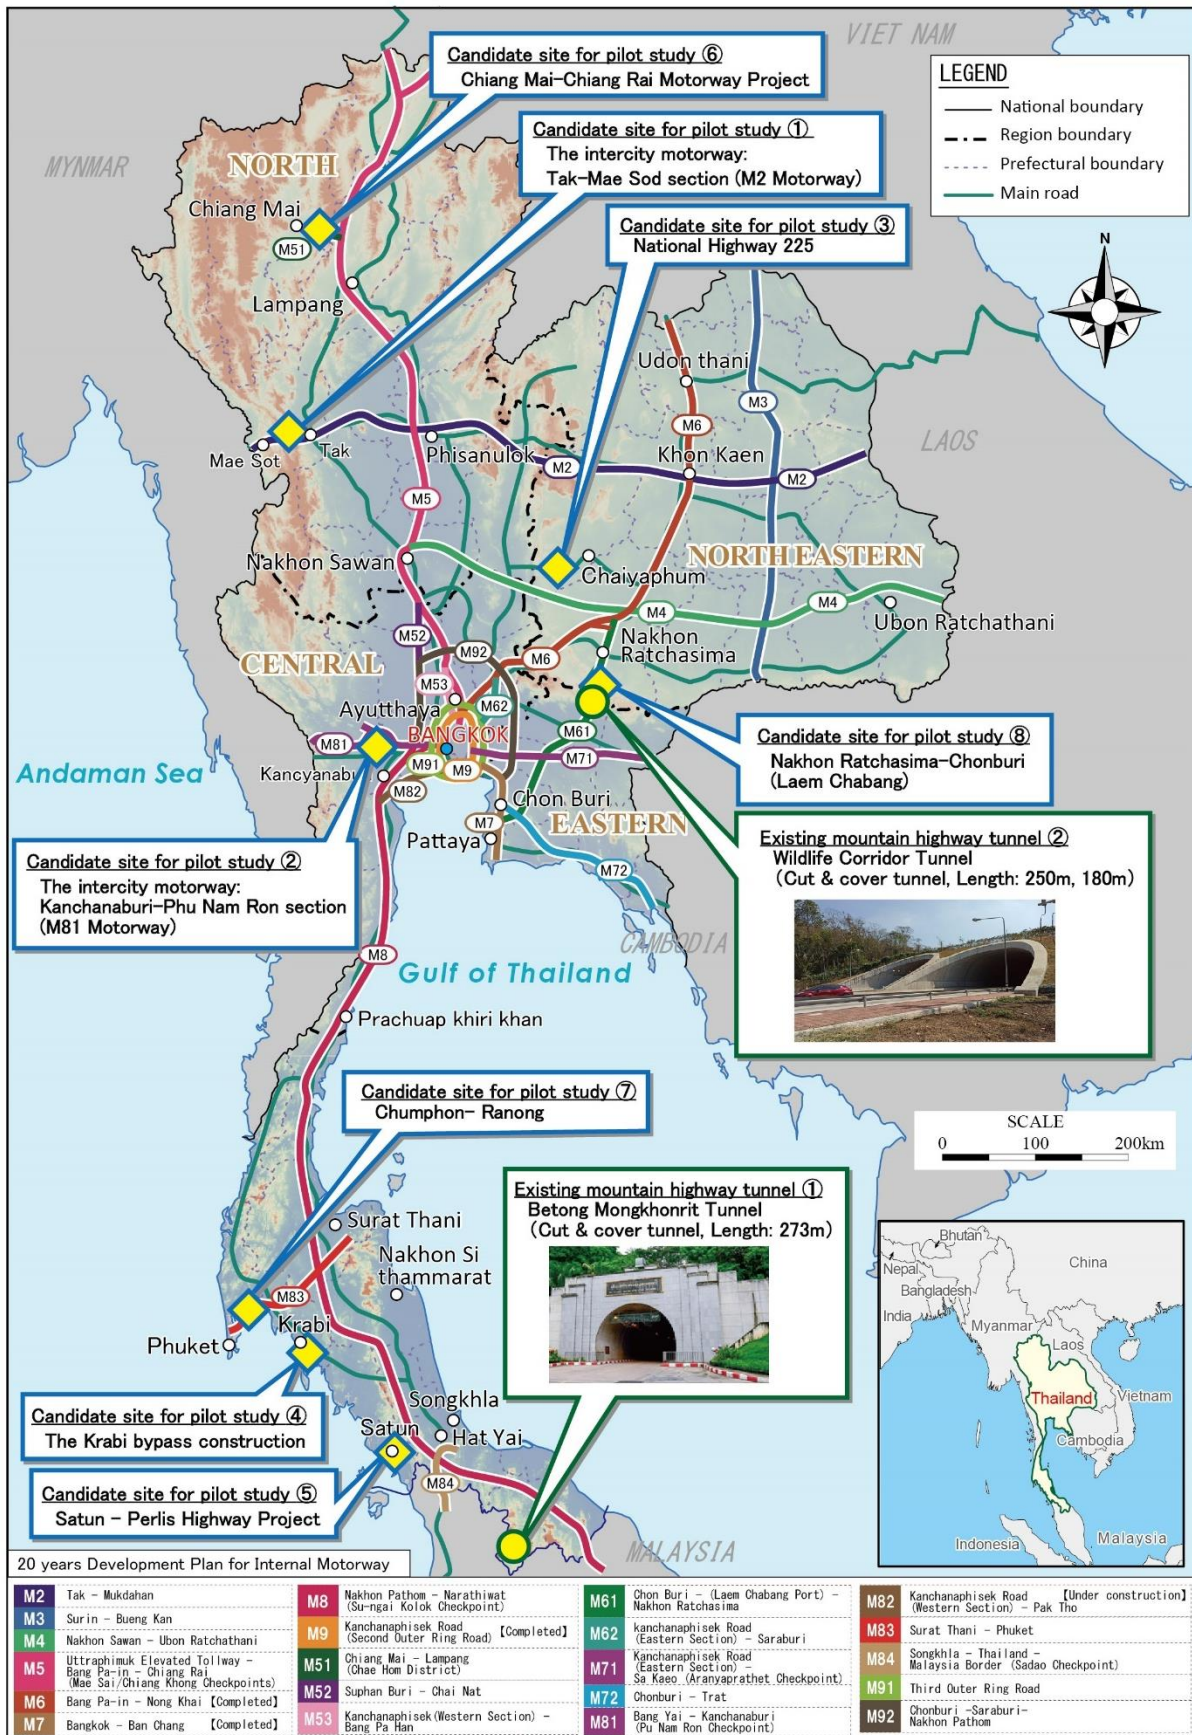 VIET NAM
Candidate site for pilot study ⑥
Chiang Mai-Chiang Rai Motorway Project
LEGEND
National boundary
Region boundary
Prefectural boundary
Main road
Candidate site for pilot study ①
The intercity motorway:
Tak-Mae Sod section (M2 Motorway)
MYNMAR
NORTH
Chiang Mai
M51
Candidate site for pilot study ③
National Highway 225
N
Lampang
Udon thani
M3
M6
LAOS
Mae Sot
Tak
Phisanulok
M2
Khon Kaen
M2
M5
Nakhon Sawan
NORTH EASTERN
Chaiyaphum
M4
M4
Ubon Ratchathani
M52
M92
Nakhon
Ratchasima
M6
CENTRAL
M53
M62
Ayutthaya
M61
BANGKOK
M81
M91
M9
M71
Candidate site for pilot study ⑧
Nakhon Ratchasima-Chonburi
(Laem Chabang)
Andaman Sea
Kancyanabu
M82
Chon Buri
M7
EASTERN
Pattaya
M72
Existing mountain highway tunnel ②
Wildlife Corridor Tunnel
(Cut & cover tunnel, Length: 250m, 180m)
Candidate site for pilot study ②
The intercity motorway:
Kanchanaburi-Phu Nam Ron section
(M81 Motorway)
CAMBODIA
M8
Gulf of Thailand
Prachuap khiri khan
Candidate site for pilot study ⑦
Chumphon- Ranong
SCALE
0 100 200km
Existing mountain highway tunnel ①
Betong Mongkhonrit Tunnel
(Cut & cover tunnel, Length: 273m)
Surat Thani
Nakhon Si
thammarat
M83
Krabi
Phuket
Bhutan
Nepal
China
Bangladesh
India
Myanmar
Laos
Thailand
Vietnam
Cambodia
Malaysia
Indonesia
Candidate site for pilot study ④
The Krabi bypass construction
Songkhla
Satun
Hat Yai
M84
Candidate site for pilot study ⑤
Satun - Perlis Highway Project
MALAYSIA
20 years Development Plan for Internal Motorway
M2 Tak - Mukdahan
M3 Surin - Bueng Kan
M4 Nakhon Sawan - Ubon Ratchathani
M5 Uttraphimuk Elevated Tollway -
Bang Pa-in - Chiang Rai
(Mae Sai/Chiang Khong Checkpoints)
M6 Bang Pa-in - Nong Khai【Completed】
M7 Bangkok - Ban Chang 【Completed】
M8 Nakhon Pathom - Narathiwat
(Su-ngai Kolok Checkpoint)
M9 Kanchanaphisek Road
(Second Outer Ring Road)【Completed】
M51 Chiang Mai - Lampang
(Chae Hom District)
M52 Suphan Buri - Chai Nat
M53 Kanchanaphisek(Western Section) -
Bang Pa Han
M61 Chon Buri - (Laem Chabang Port) -
Nakhon Ratchasima
M62 kanchanaphisek Road
(Eastern Section) - Saraburi
M71 Kanchanaphisek Road
(Eastern Section) -
Sa Kaeo (Aranyaprathet Checkpoint)
M72 Chonburi - Trat
M81 Bang Yai - Kanchanaburi
(Pu Nam Ron Checkpoint)
M82 Kanchanaphisek Road 【Under construction】
(Western Section) - Pak Tho
M83 Surat Thani - Phuket
M84 Songkhla - Thailand -
Malaysia Border (Sadao Checkpoint)
M91 Third Outer Ring Road
M92 Chonburi -Saraburi-
Nakhon Pathom